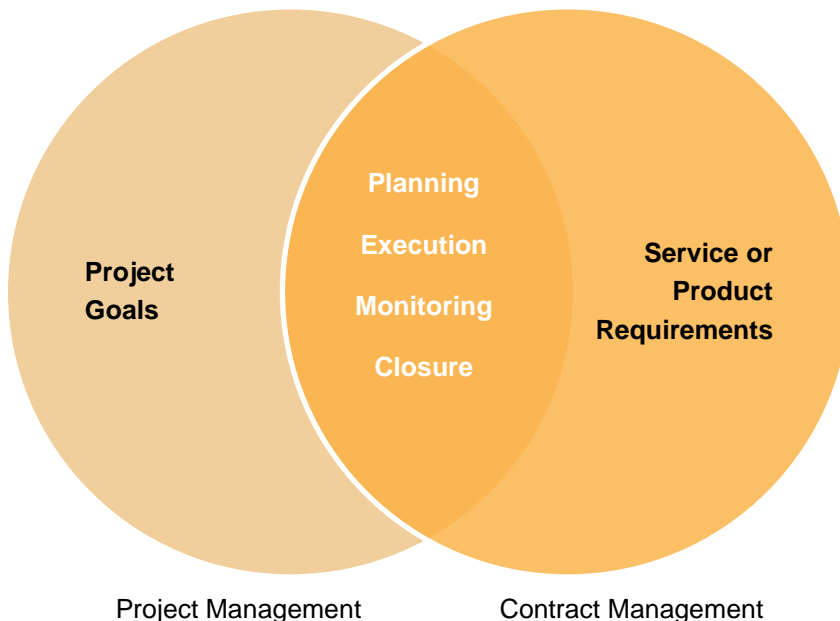 Planning
Execution
Monitoring
Closure
Project
Goals
Service or
Product
Requirements
Project Management
Contract Management